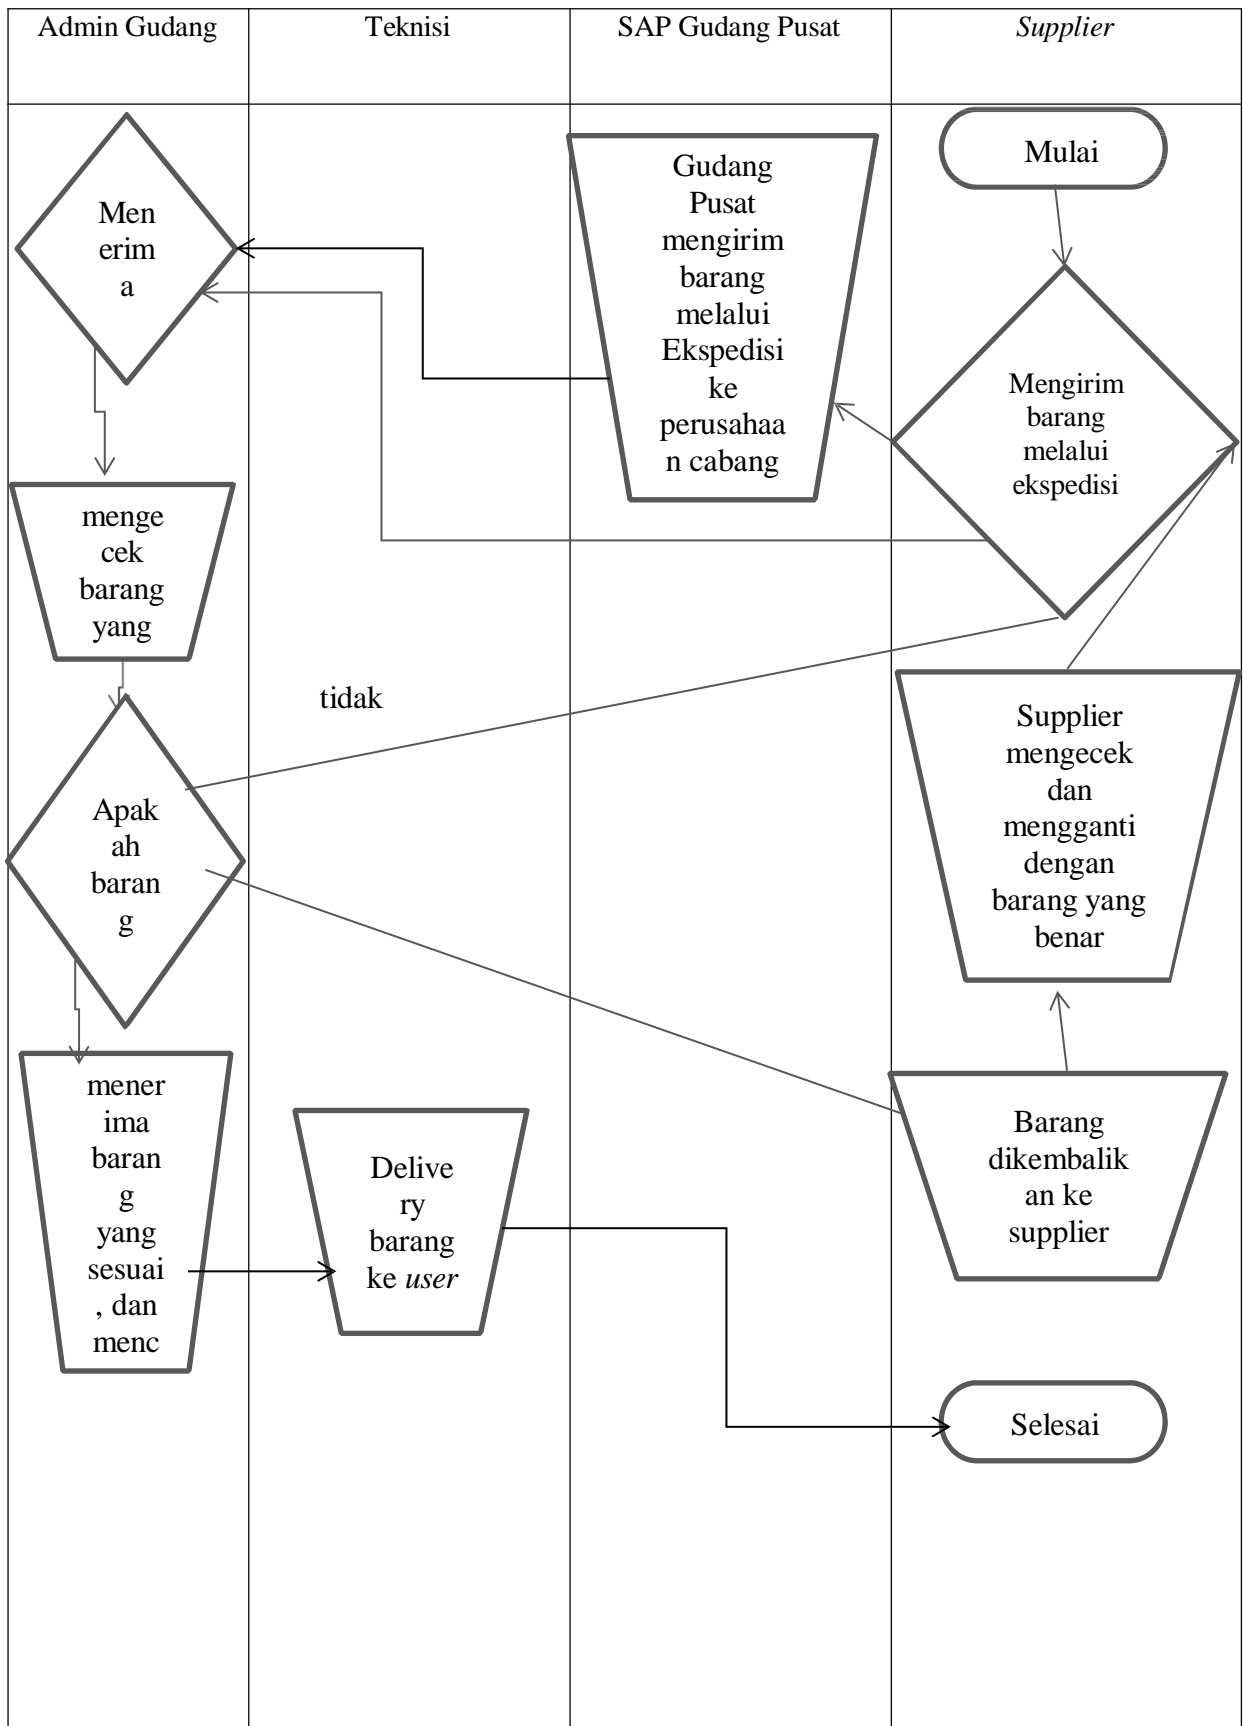 Admin Gudang
Teknisi
SAP Gudang Pusat
Supplier
Men
erim
a
menge
cek
barang
yang
Apak
ah
baran
g
mener
ima
baran
g
yang
sesuai
, dan
menc
tidak
Delive
ry
barang
ke user
Gudang
Pusat
mengirim
barang
melalui
Ekspedisi
ke
perusahaa
n cabang
Mulai
Mengirim
barang
melalui
ekspedisi
Supplier
mengecek
dan
mengganti
dengan
barang yang
benar
Barang
dikembalik
an ke
supplier
Selesai